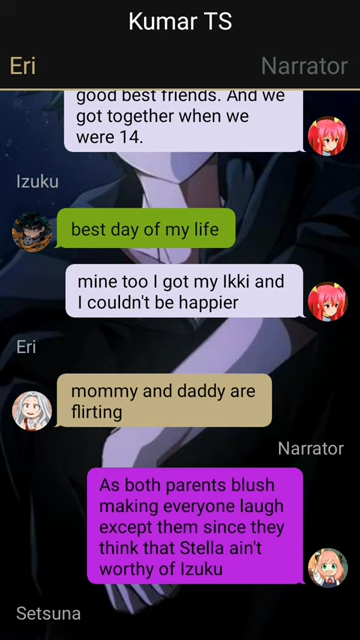 Kumar TS
Eri
Narrator
good best friends. And we
got together when we
were 14.
Izuku
best day of my life
mine too I got my Ikki and
I couldn't be happier
Eri
mommy and daddy are
flirting
Narrator
As both parents blush
making everyone laugh
except them since they
think that Stella ain't
worthy of Izuku
Setsuna